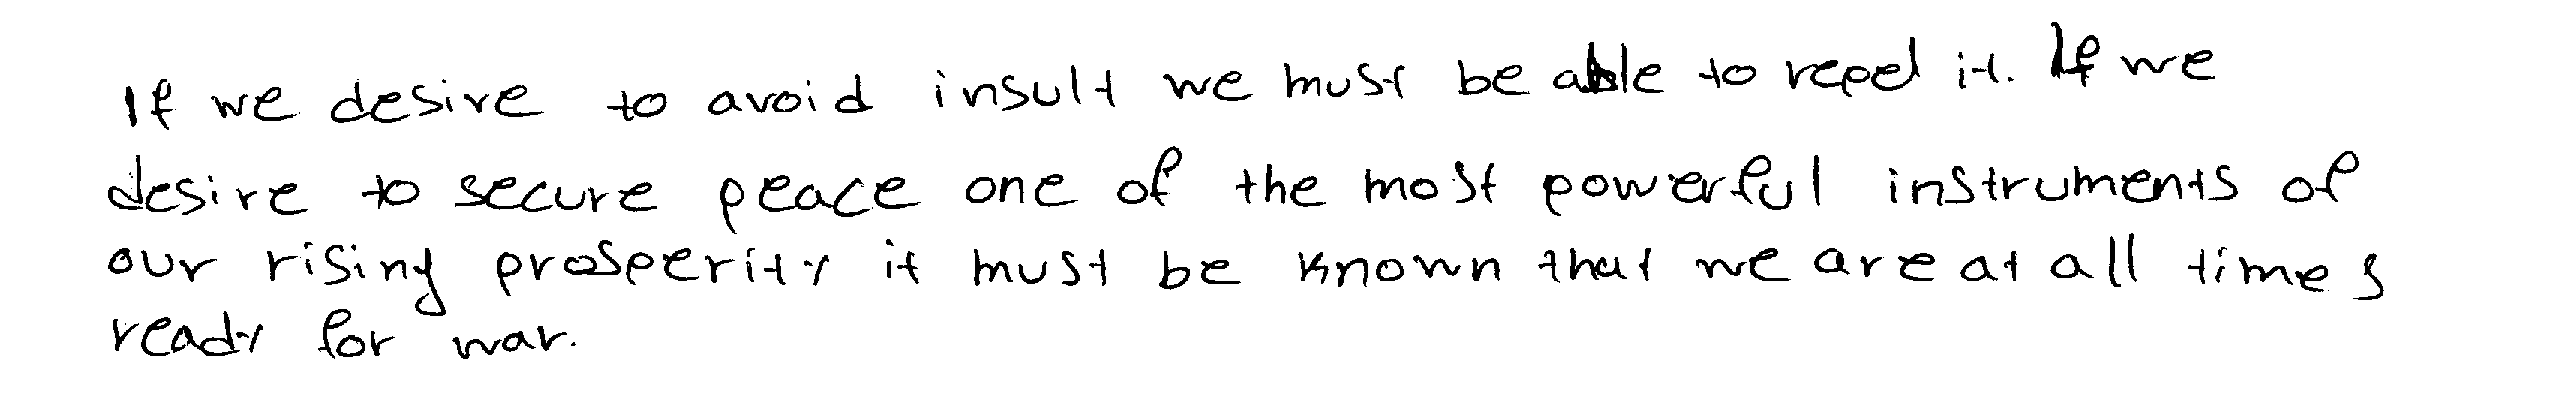 If we desire to avoid insult we must be able to repel it. If we
desire to secure peace one of the most powerful instruments of
our rising prosperity it must be known that we are at all times
ready for war.